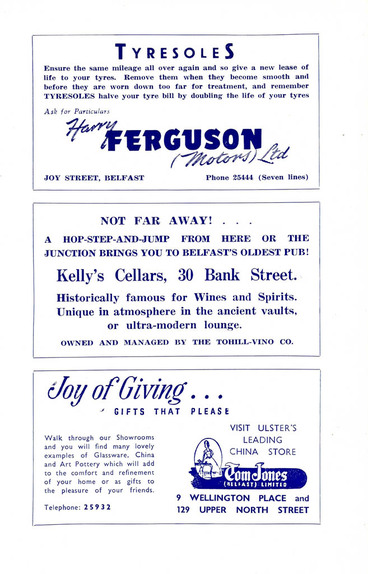 TYRESOLES
Ensure the same mileage all over again and so give a new lease of
life to your tyres. Remove them when they become smooth and
before they are worn down too far for treatment, and remember
TYRESOLES halve your tyre bill by doubling the life of your tyres
Ask for Particulars
Harry
FERGUSON
(Motors) Ltd
JOY STREET, BELFAST Phone 25444 (Seven lines)
NOT FAR AWAY! . . .
A HOP-STEP-AND-JUMP FROM HERE OR THE
JUNCTION BRINGS YOU TO BELFAST'S OLDEST PUB!
Kelly's Cellars, 30 Bank Street.
Historically famous for Wines and Spirits.
Unique in atmosphere in the ancient vaults,
or ultra-modern lounge.
OWNED AND MANAGED BY THE TOHILL-VINO CO.
Joy of Giving...
GIFTS THAT PLEASE
Walk through our Showrooms
and you will find many lovely
examples of Glassware, China
and Art Pottery which will add
to the comfort and refinement
of your home or as gifts to
the pleasure of your friends.
Telephone: 25932
VISIT ULSTER'S
LEADING
CHINA STORE
Tom Jones
(BELFAST) LIMITED
9 WELLINGTON PLACE and
129 UPPER NORTH STREET